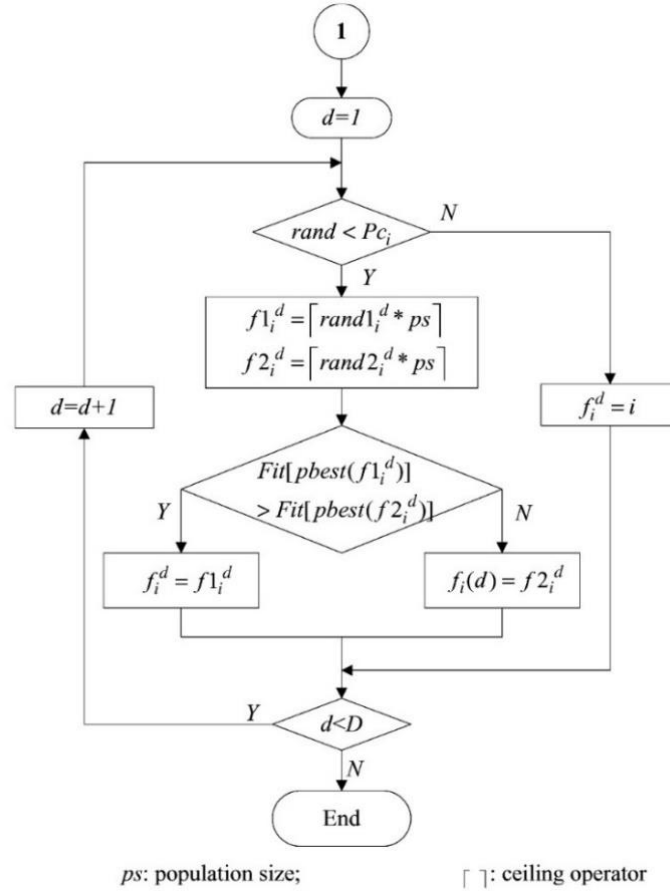 1
d=1
N
rand < Pc_i
Y
f1_i^d = ⌈rand1_i^d * ps⌉
f2_i^d = ⌈rand2_i^d * ps⌉
d=d+1
f_i^d = i
Fit[pbest(f1_i^d)]
> Fit[pbest(f2_i^d)]
Y
N
f_i^d = f1_i^d
f_i(d) = f2_i^d
Y
d<D
N
End
ps: population size;
⌈ ⌉: ceiling operator